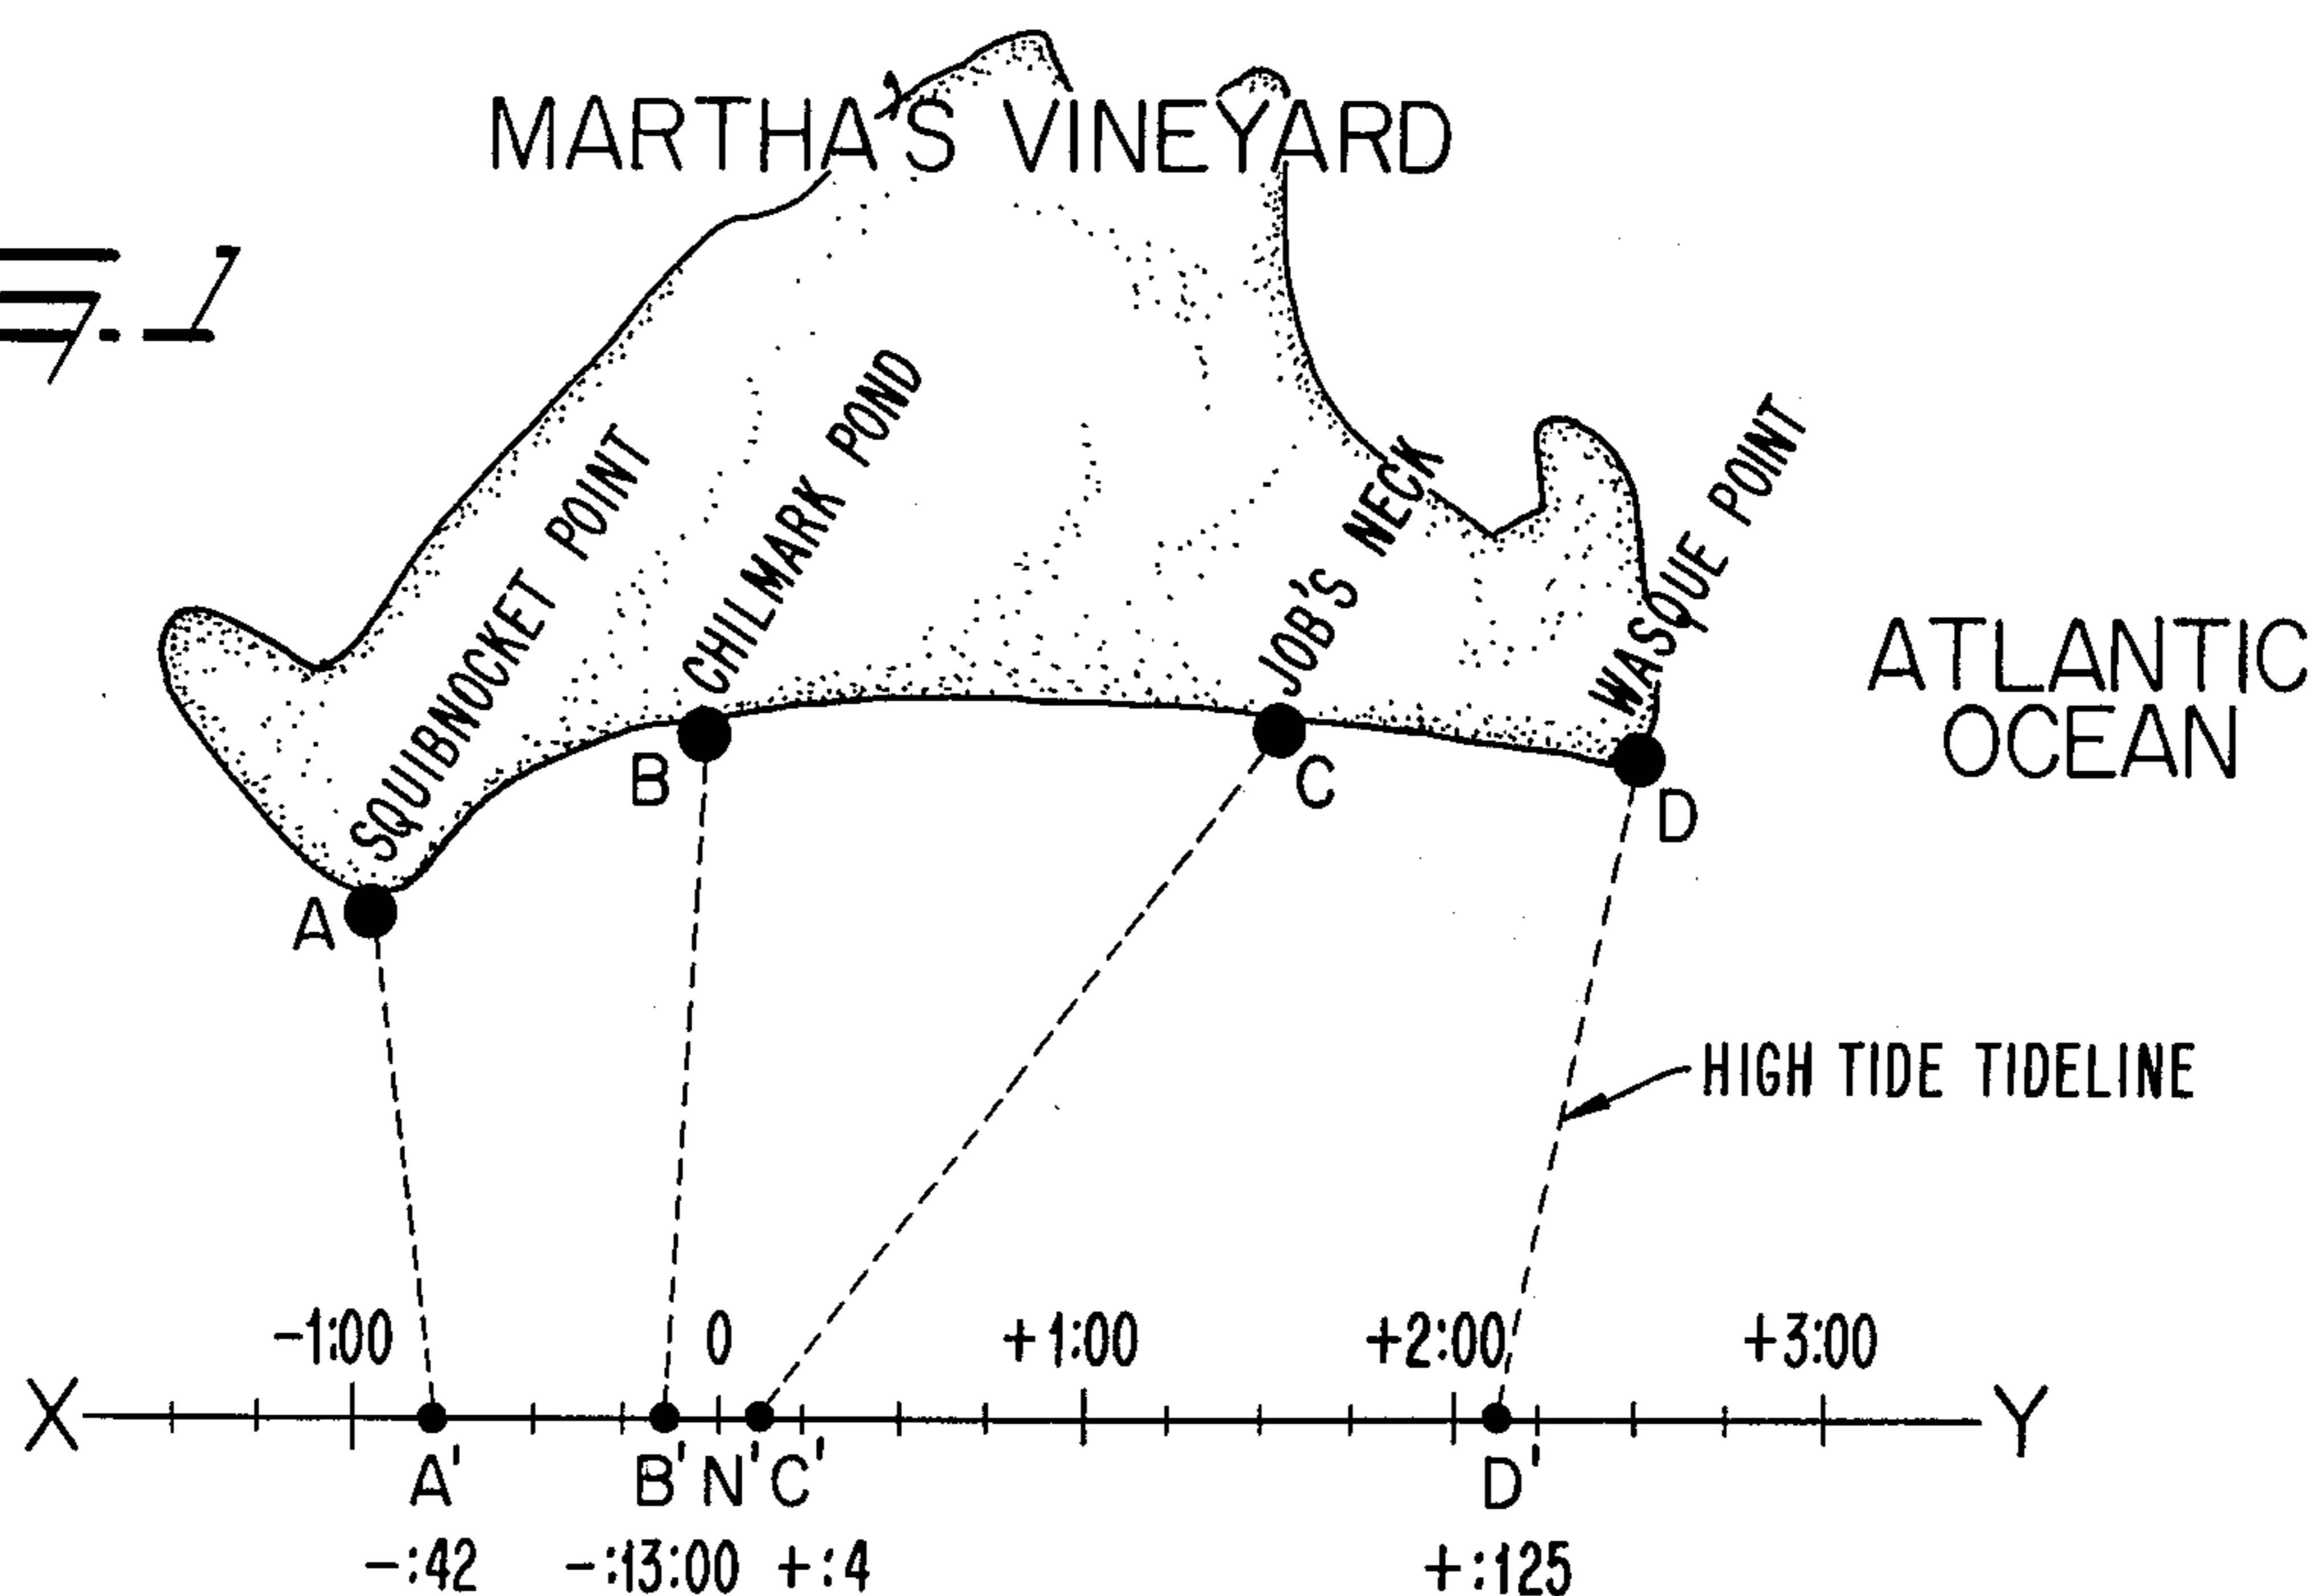 MARTHA'S VINEYARD
SQUIBNOCKET POINT
CHILMARK POND
JOB'S NECK
WASQUE POINT
ATLANTIC
OCEAN
A
B
C
D
HIGH TIDE TIDELINE
-1:00
0
+1:00
+2:00
+3:00
X
Y
A'
B'
N'
C'
D'
-:42
-:13:00
+:4
+:125